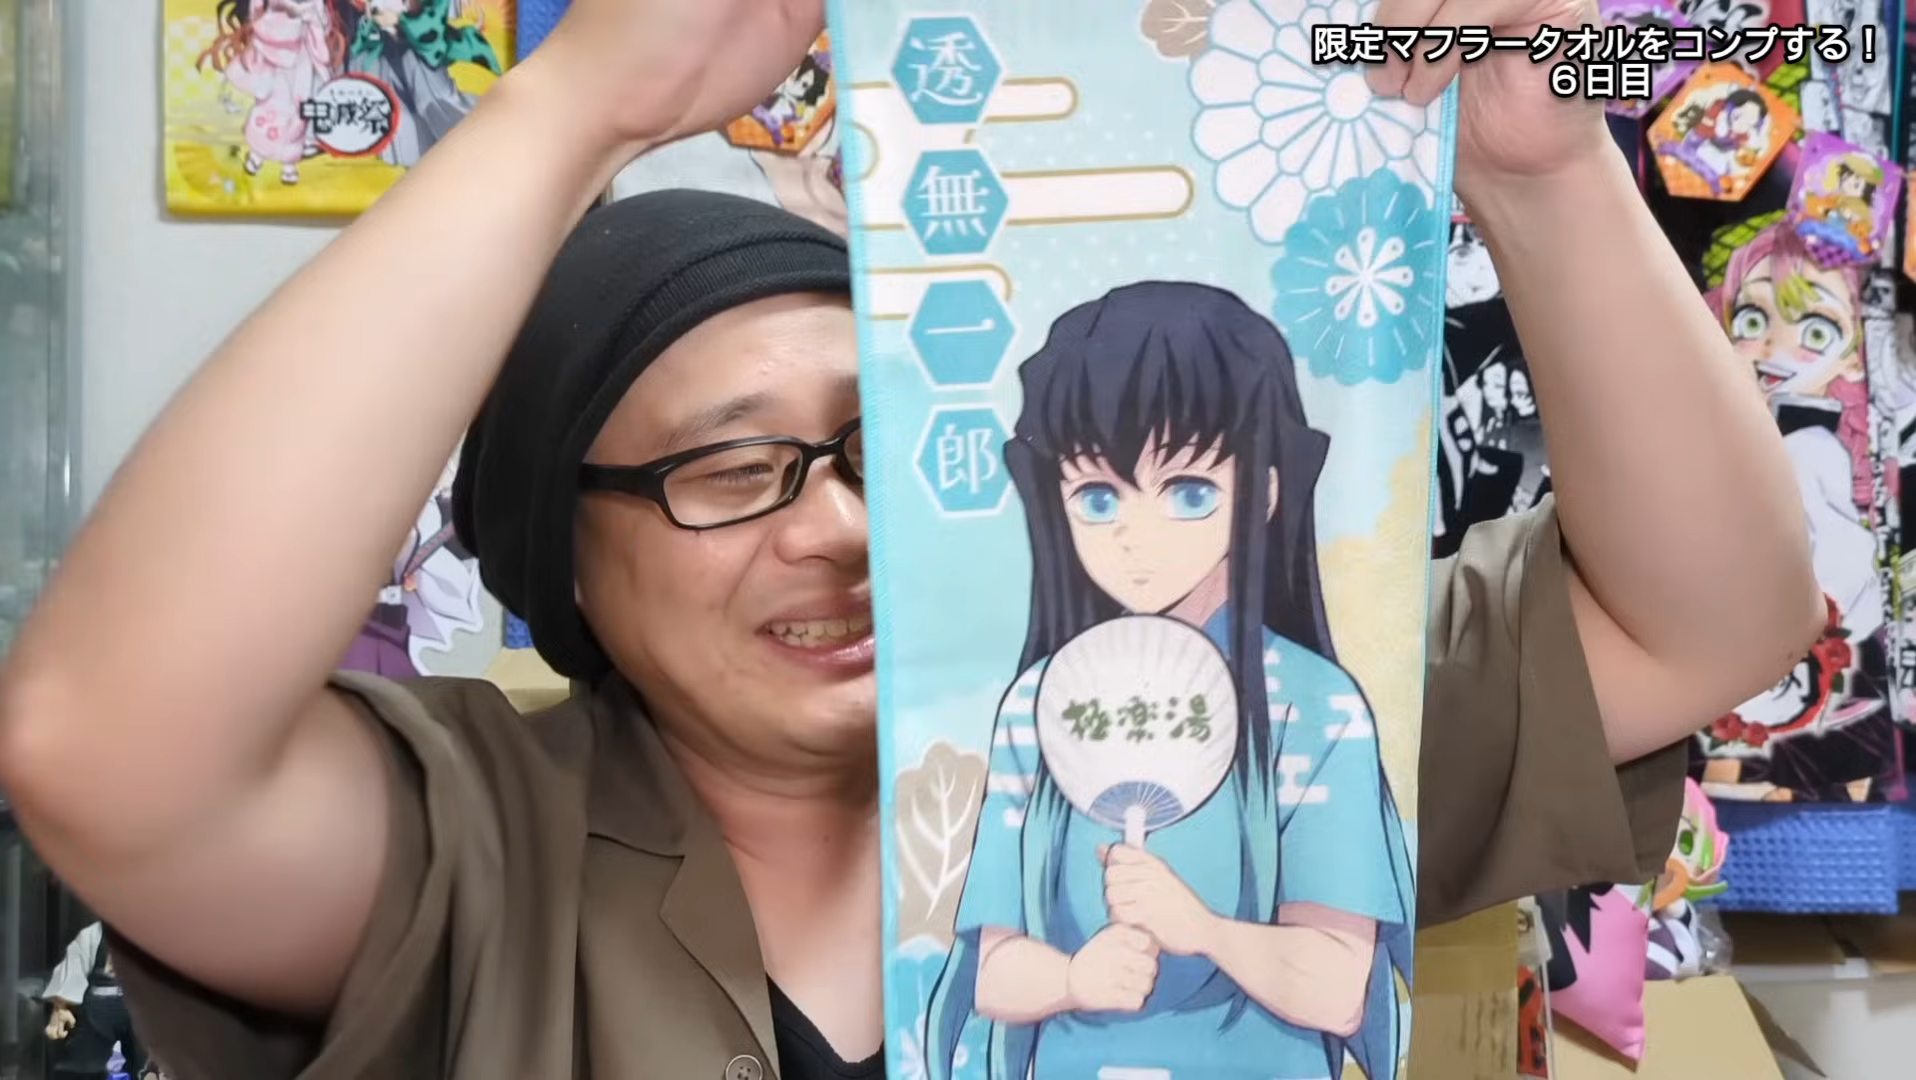 限定マフラータオルをコンプする！
６日目
鬼滅祭
透
無
一
郎
極楽湯